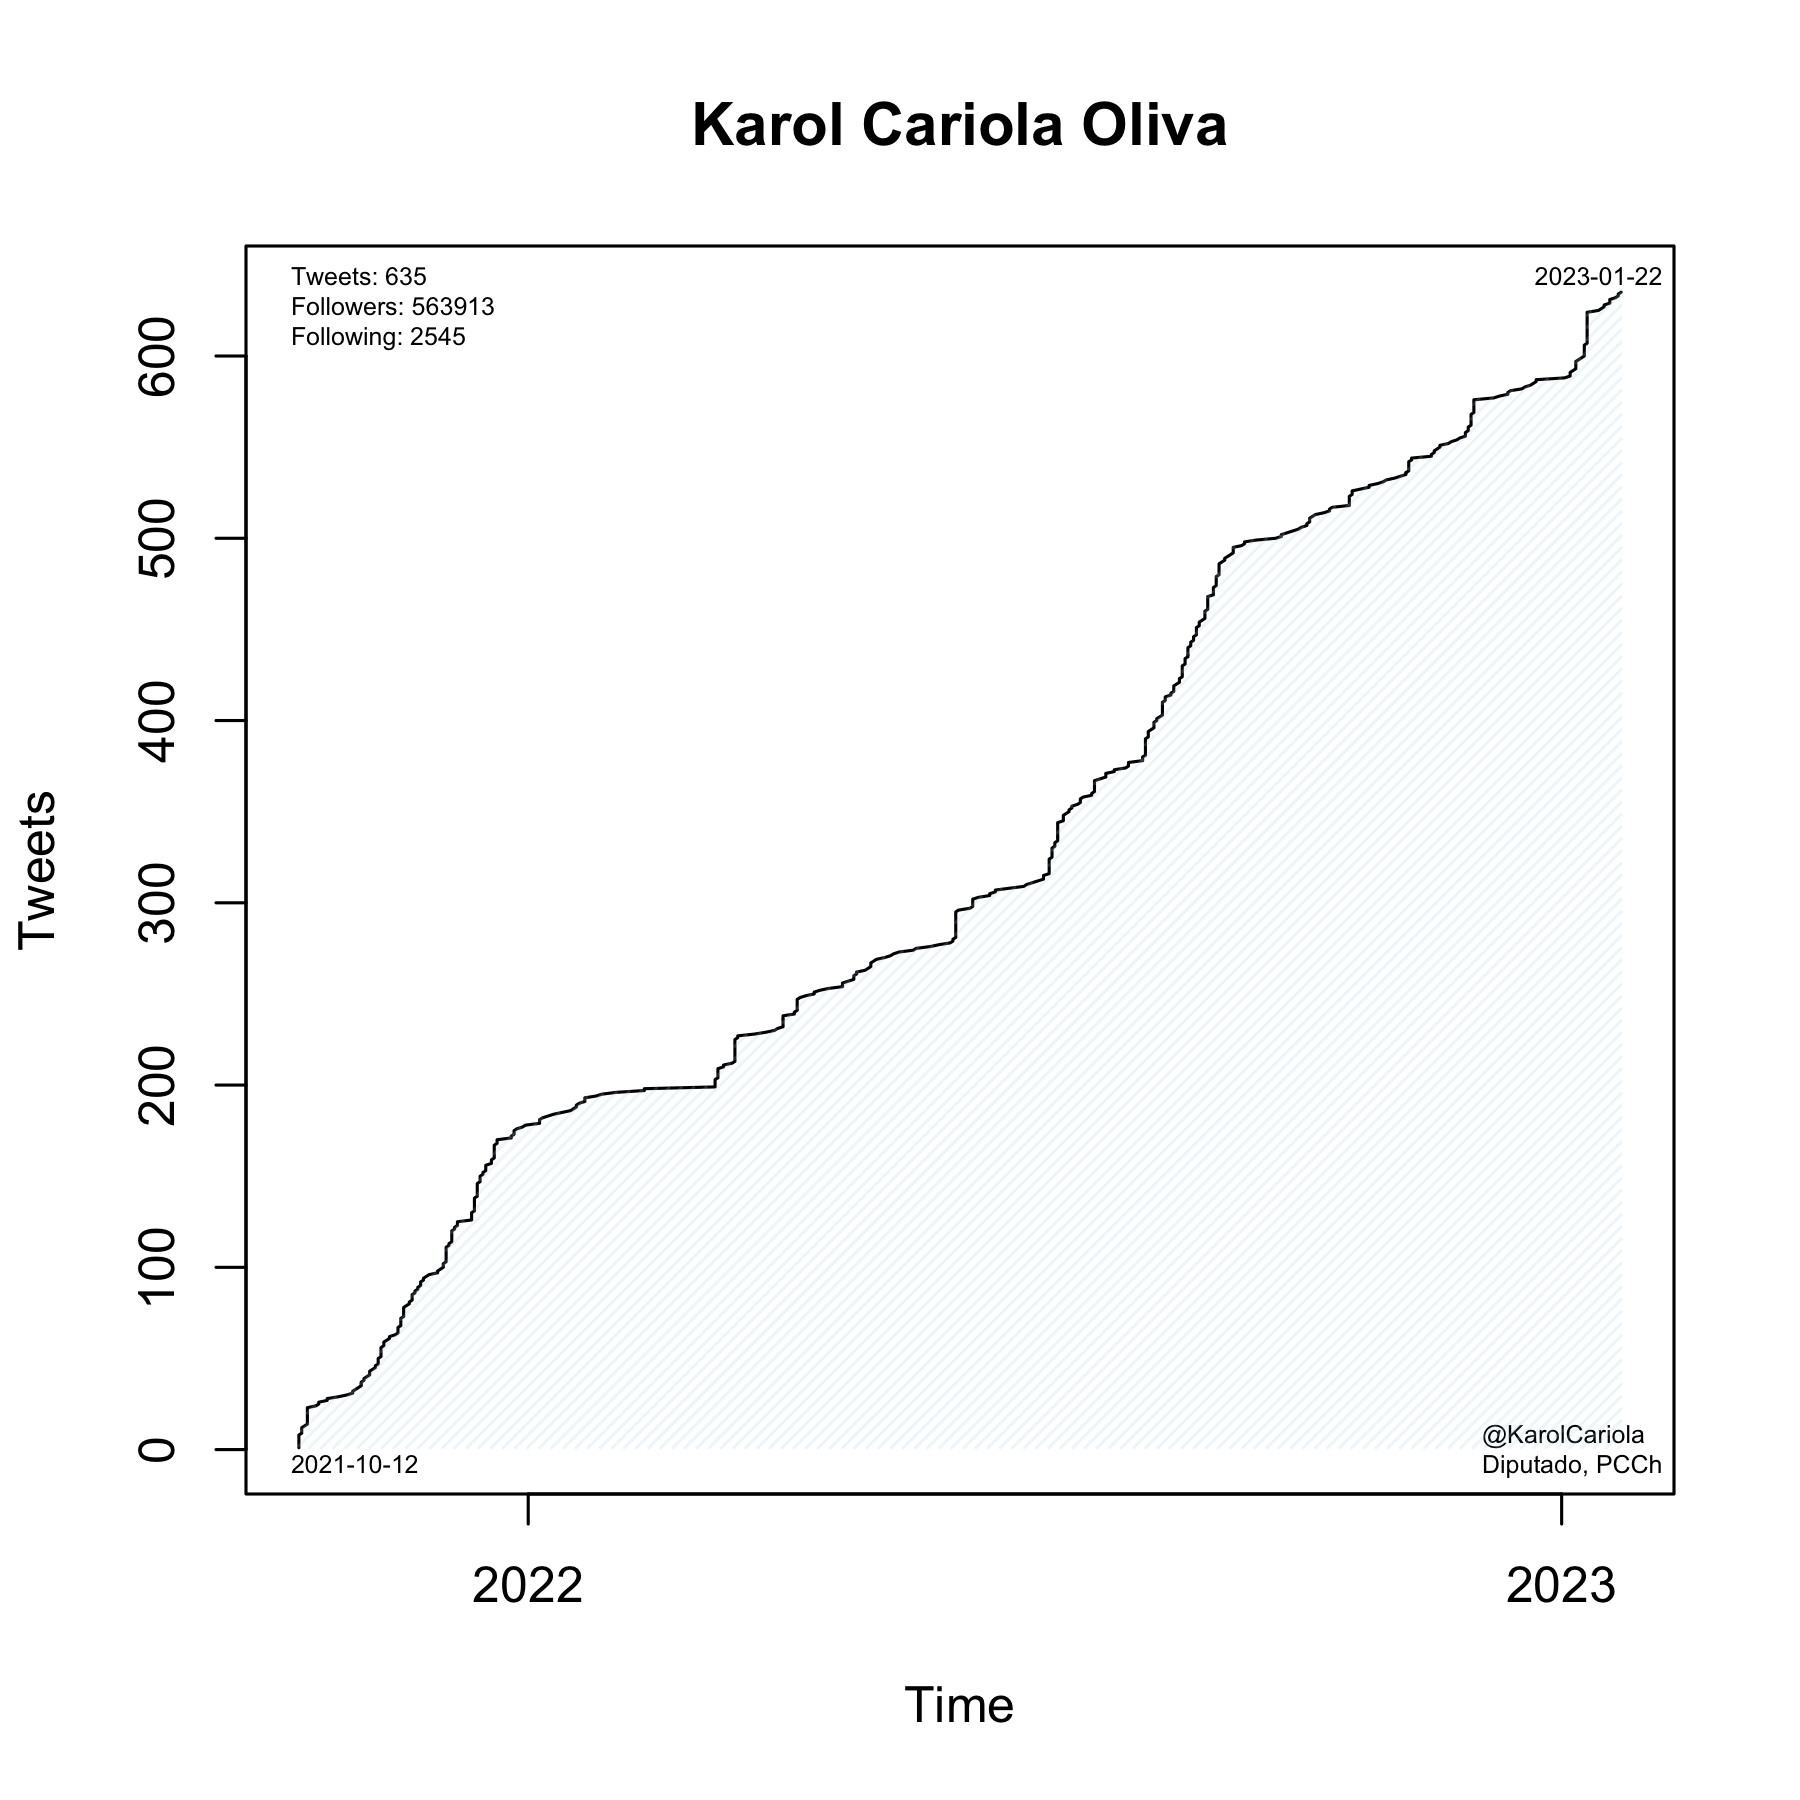 Karol Cariola Oliva
Tweets: 635
Followers: 563913
Following: 2545
2023-01-22
600
500
400
300
200
100
0
Tweets
2021-10-12
@KarolCariola
Diputado, PCCh
2022
2023
Time